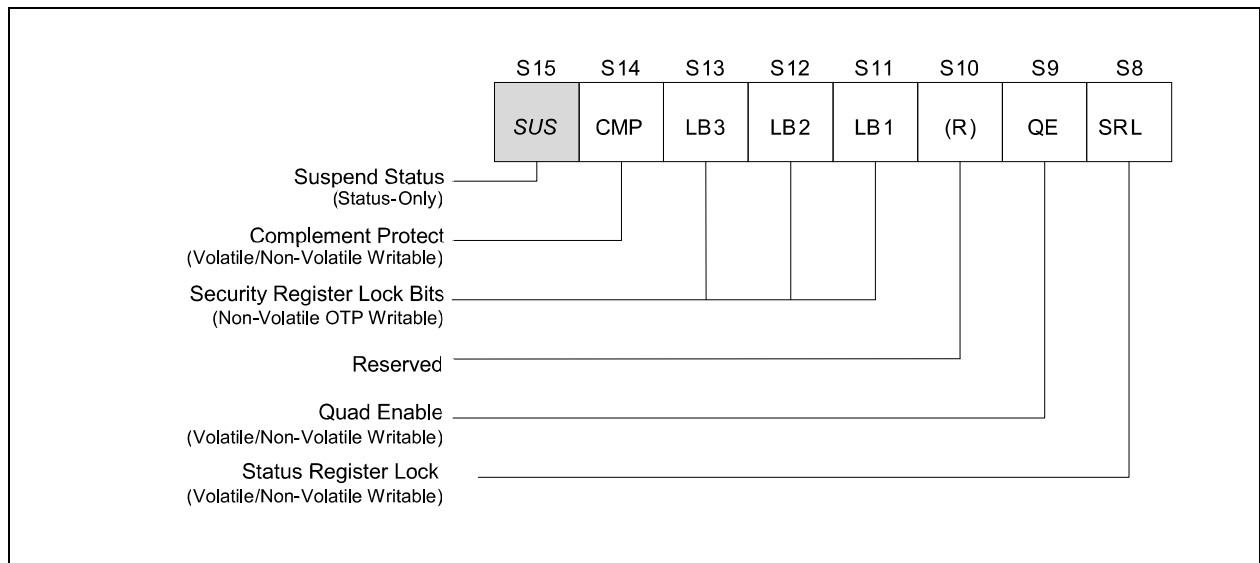 S15 S14 S13 S12 S11 S10 S9 S8
SUS CMP LB3 LB2 LB1 (R) QE SRL
Suspend Status
(Status-Only)
Complement Protect
(Volatile/Non-Volatile Writable)
Security Register Lock Bits
(Non-Volatile OTP Writable)
Reserved
Quad Enable
(Volatile/Non-Volatile Writable)
Status Register Lock
(Volatile/Non-Volatile Writable)